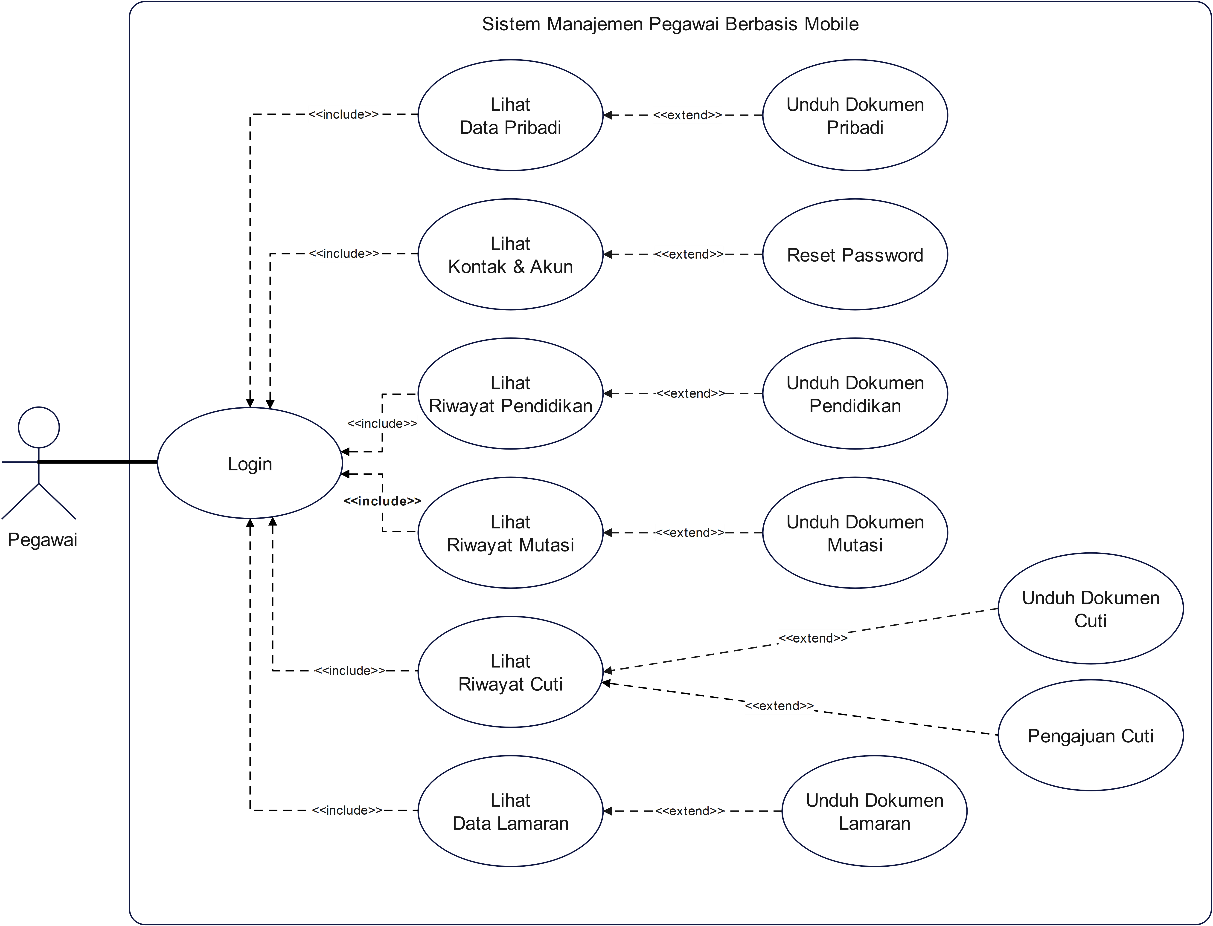 Sistem Manajemen Pegawai Berbasis Mobile
Lihat
Data Pribadi
<<include>>
<<extend>>
Unduh Dokumen
Pribadi
Lihat
Kontak & Akun
<<include>>
<<extend>>
Reset Password
Lihat
Riwayat Pendidikan
<<include>>
<<extend>>
Unduh Dokumen
Pendidikan
Login
Pegawai
Lihat
Riwayat Mutasi
<<include>>
<<extend>>
Unduh Dokumen
Mutasi
Lihat
Riwayat Cuti
<<include>>
<<extend>>
Unduh Dokumen
Cuti
<<extend>>
Pengajuan Cuti
Lihat
Data Lamaran
<<include>>
<<extend>>
Unduh Dokumen
Lamaran